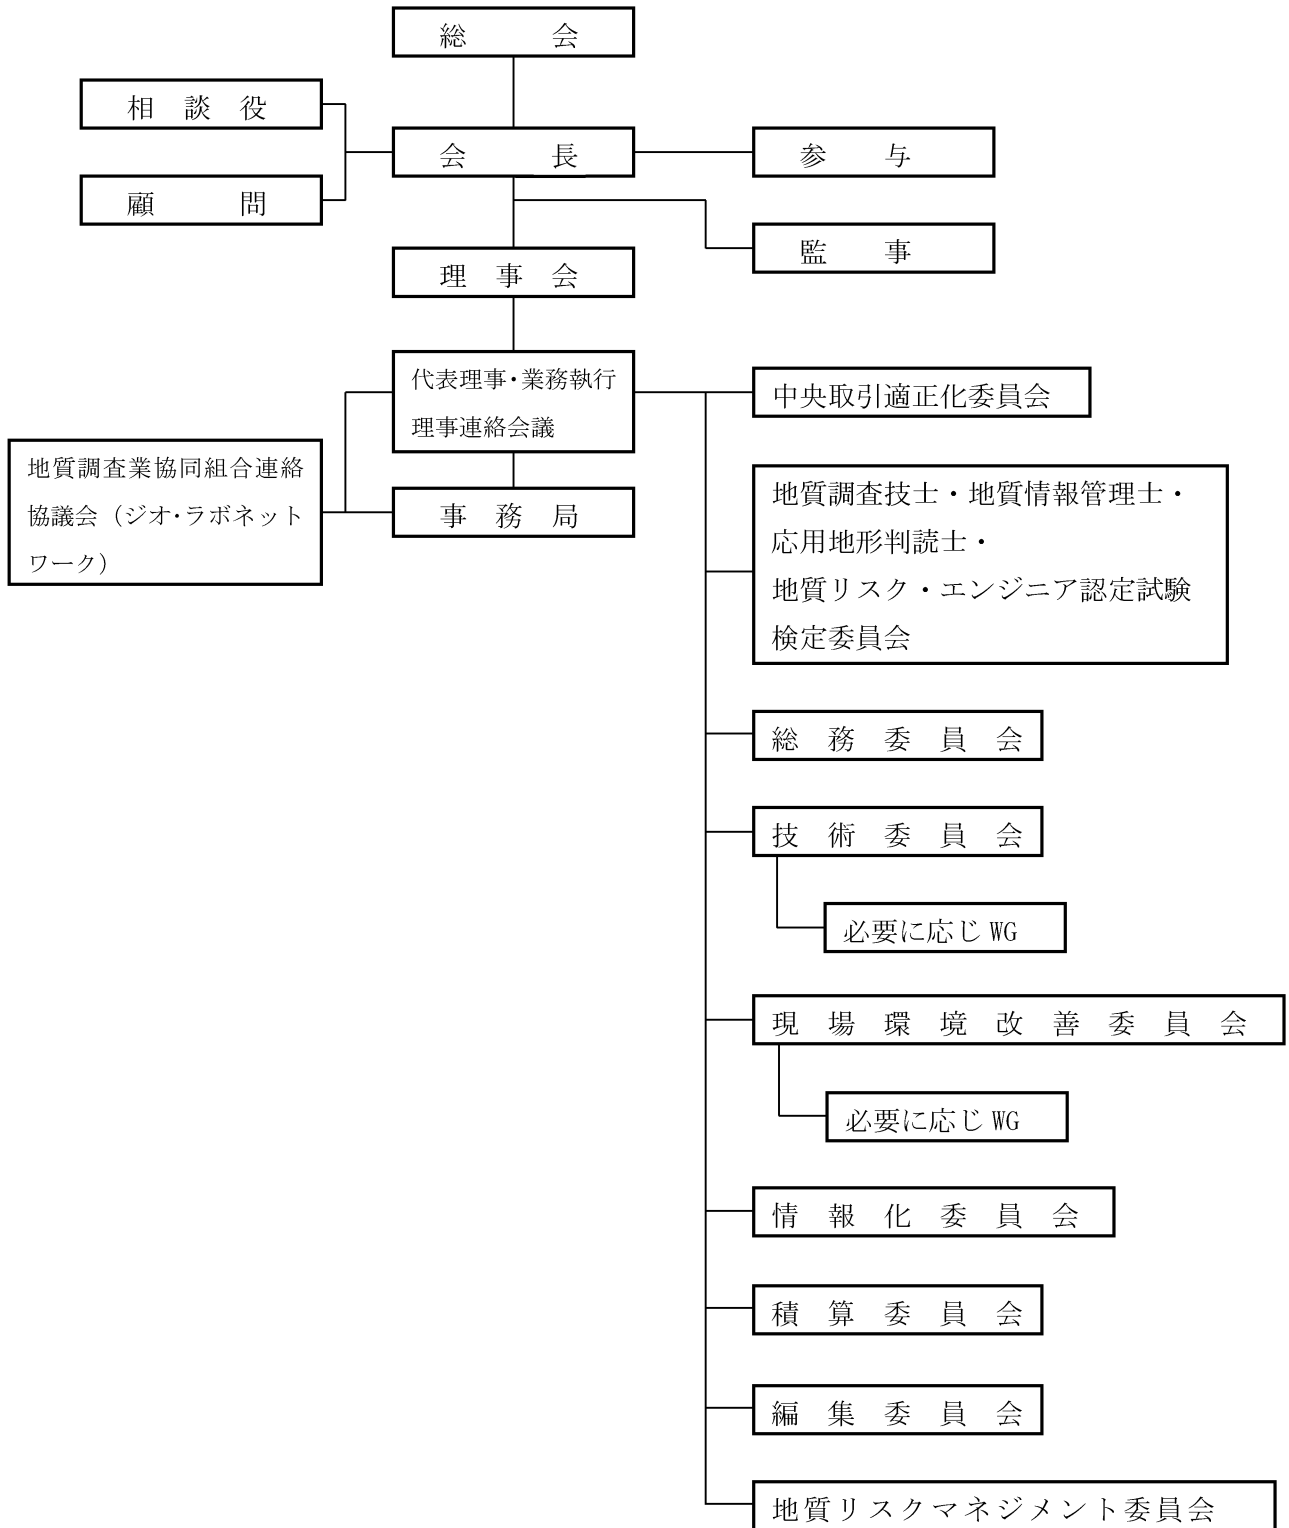 総会
相談役
会長
参与
顧問
監事
理事会
代表理事・業務執行
理事連絡会議
中央取引適正化委員会
地質調査業協同組合連絡
協議会（ジオ・ラボネット
ワーク）
事務局
地質調査技士・地質情報管理士・
応用地形判読士・
地質リスク・エンジニア認定試験
検定委員会
総務委員会
技術委員会
必要に応じ WG
現場環境改善委員会
必要に応じ WG
情報化委員会
積算委員会
編集委員会
地質リスクマネジメント委員会